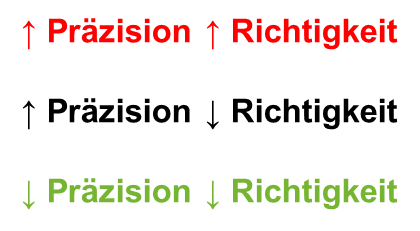 ↑ Präzision ↑ Richtigkeit
↑ Präzision ↓ Richtigkeit
↓ Präzision ↓ Richtigkeit